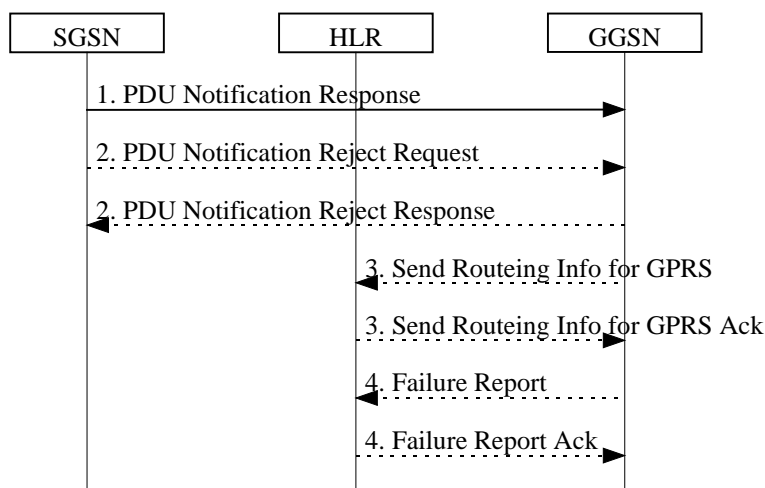 SGSN HLR GGSN
1. PDU Notification Response
2. PDU Notification Reject Request
2. PDU Notification Reject Response
3. Send Routeing Info for GPRS
3. Send Routeing Info for GPRS Ack
4. Failure Report
4. Failure Report Ack